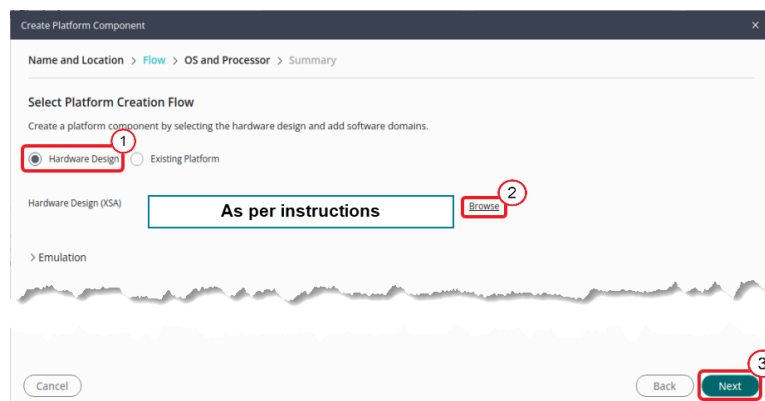 Create Platform Component ×
Name and Location > Flow > OS and Processor > Summary
Select Platform Creation Flow
Create a platform component by selecting the hardware design and add software domains.
1
Hardware Design Existing Platform
2
Hardware Design (XSA) As per instructions Browse
> Emulation
3
Cancel Back Next